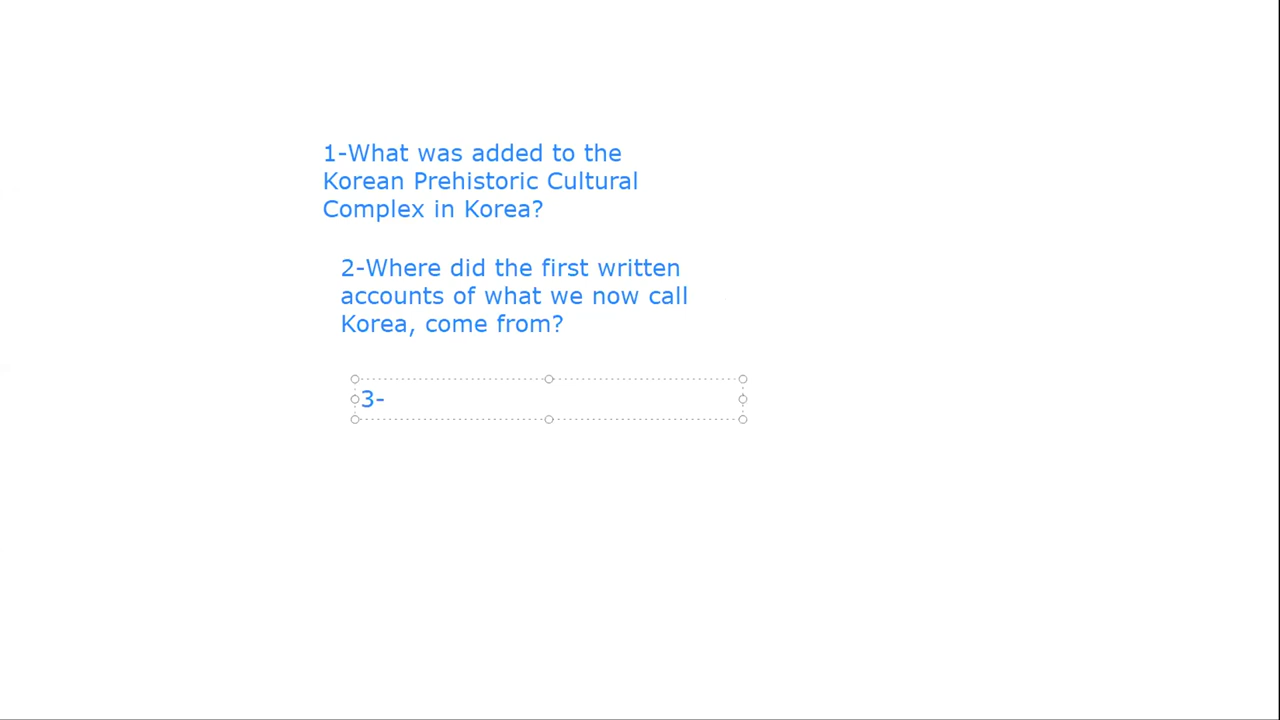 1-What was added to the
Korean Prehistoric Cultural
Complex in Korea?
2-Where did the first written
accounts of what we now call
Korea, come from?
3-